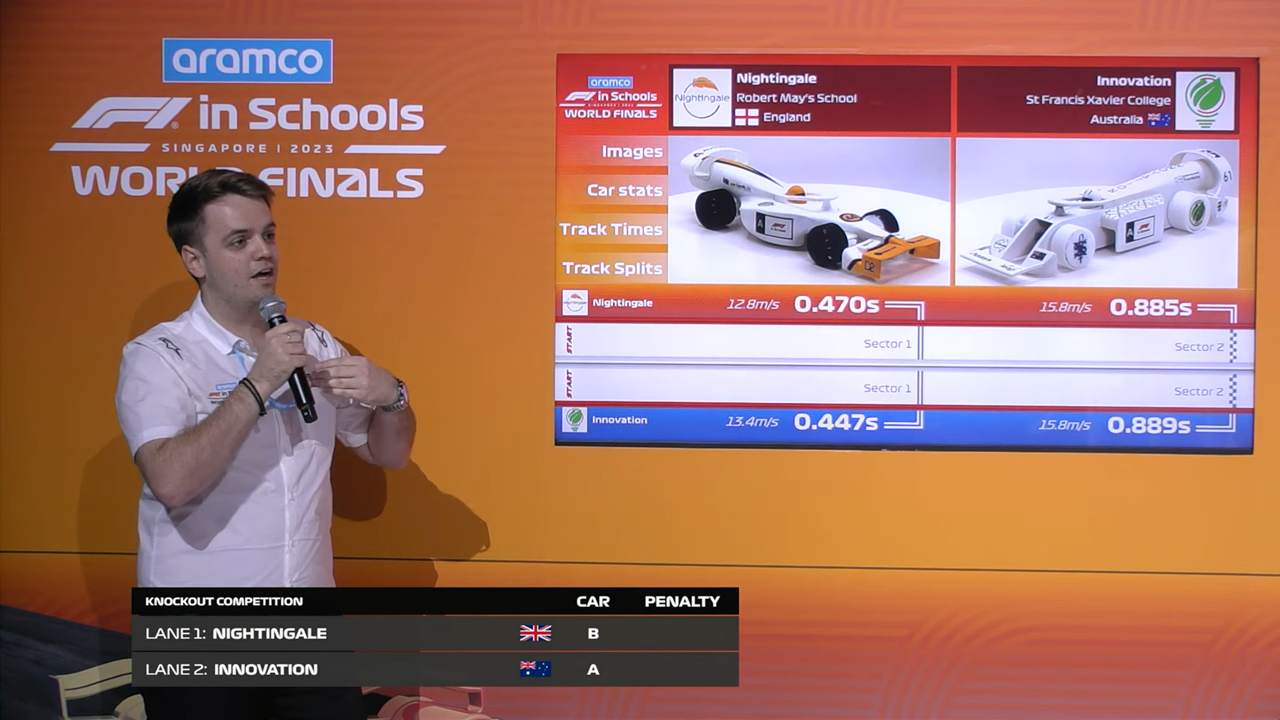 aramco
F1 in Schools
SINGAPORE | 2023
WORLD FINALS
aramco
F1 in Schools
SINGAPORE 2023
WORLD FINALS
Nightingale
Nightingale
Robert May's School
England
Innovation
St Francis Xavier College
Australia
Images
Car stats
Track Times
Track Splits
Nightingale
12.8m/s
0.470s
15.8m/s
0.885s
START
Sector 1
Sector 2
START
Sector 1
Sector 2
Innovation
13.4m/s
0.447s
15.8m/s
0.889s
KNOCKOUT COMPETITION
CAR
PENALTY
LANE 1: NIGHTINGALE
B
LANE 2: INNOVATION
A